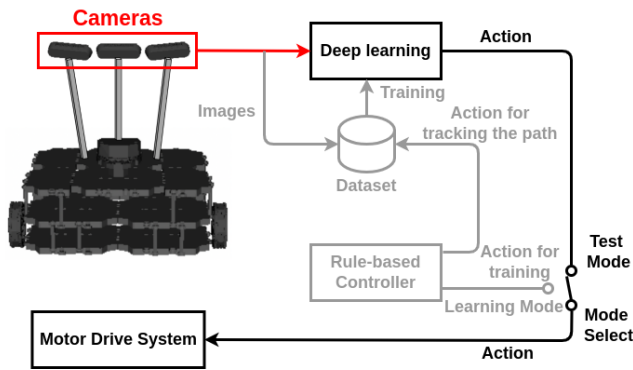 Cameras
Deep learning
Action
Images
Training
Action for
tracking the path
Dataset
Rule-based
Controller
Action for
training
Test
Mode
Learning Mode
Mode
Select
Motor Drive System
Action